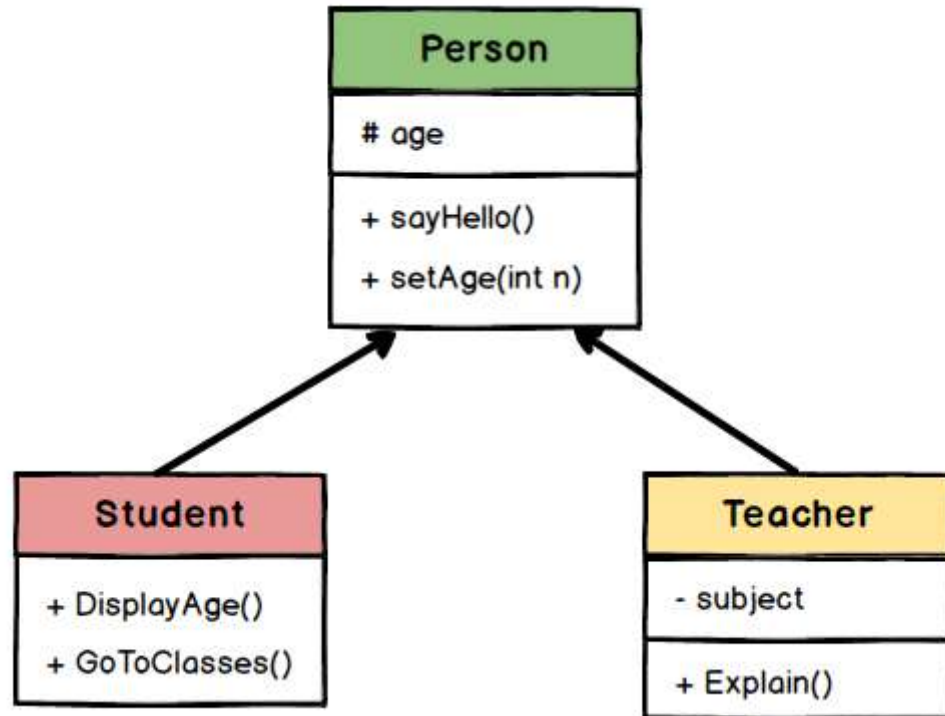 Person
# age
+ sayHello()
+ setAge(int n)
Student
+ DisplayAge()
+ GoToClasses()
Teacher
- subject
+ Explain()